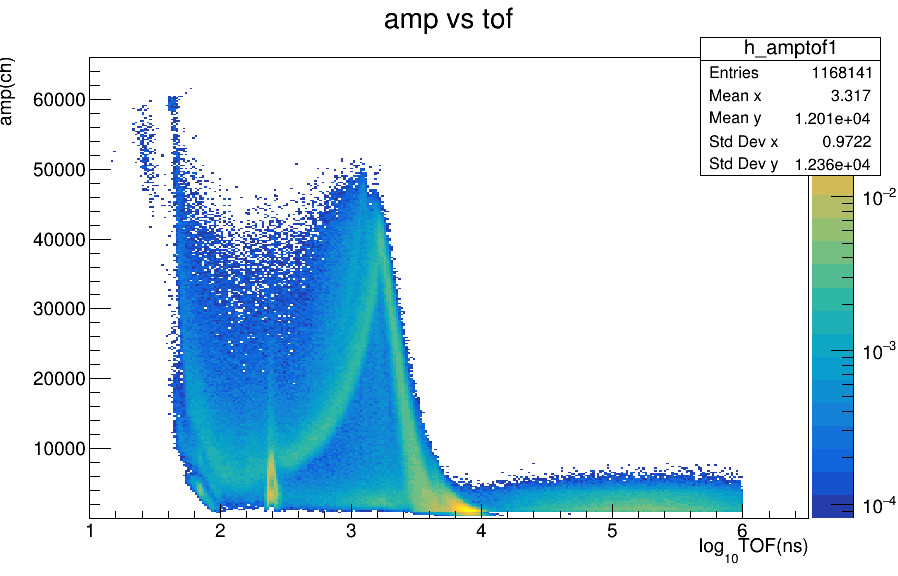 amp vs tof
h_amptof1
Entries 1168141
Mean x 3.317
Mean y 1.201e+04
Std Dev x 0.9722
Std Dev y 1.236e+04
amp(ch)
60000
50000
40000
30000
20000
10000
10⁻²
10⁻³
10⁻⁴
1 2 3 4 5 6
log₁₀TOF(ns)